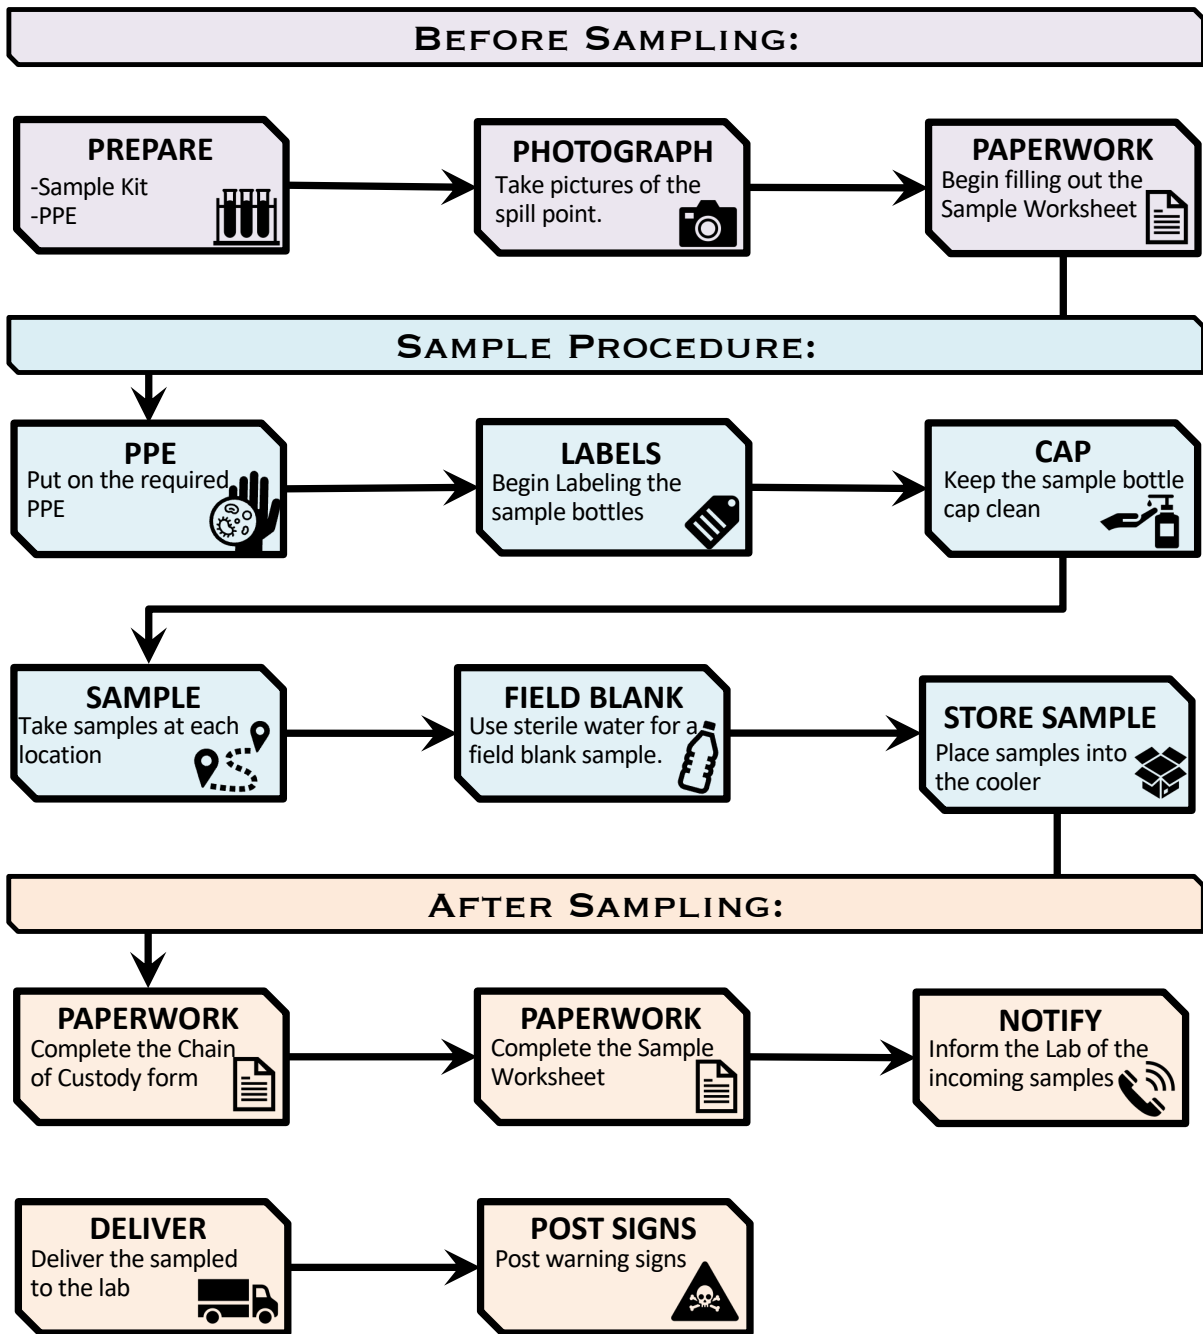 BEFORE SAMPLING:
PREPARE
-Sample Kit
-PPE
PHOTOGRAPH
Take pictures of the
spill point.
PAPERWORK
Begin filling out the
Sample Worksheet
SAMPLE PROCEDURE:
PPE
Put on the required
PPE
LABELS
Begin Labeling the
sample bottles
CAP
Keep the sample bottle
cap clean
SAMPLE
Take samples at each
location
FIELD BLANK
Use sterile water for a
field blank sample.
STORE SAMPLE
Place samples into
the cooler
AFTER SAMPLING:
PAPERWORK
Complete the Chain
of Custody form
PAPERWORK
Complete the Sample
Worksheet
NOTIFY
Inform the Lab of the
incoming samples
DELIVER
Deliver the sampled
to the lab
POST SIGNS
Post warning signs